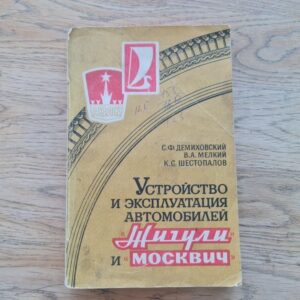 С.Ф.ДЕМИХОВСКИЙ
В.А.МЕЛКИЙ
К.С.ШЕСТОПАЛОВ
УСТРОЙСТВО
И ЭКСПЛУАТАЦИЯ
АВТОМОБИЛЕЙ
"Жигули"
И "МОСКВИЧ"